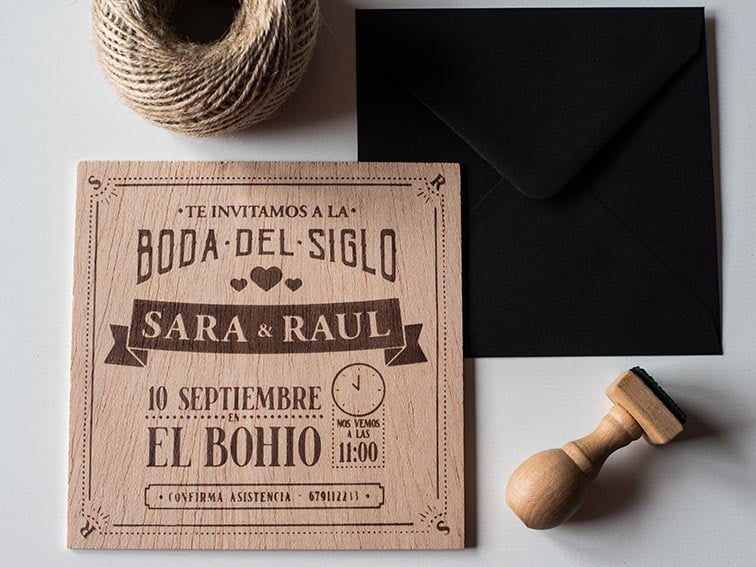 S R
· TE INVITAMOS A LA ·
BODA · DEL · SIGLO
SARA & RAUL
10 SEPTIEMBRE
EN
EL BOHIO
NOS VEMOS
A LAS
11:00
· CONFIRMA ASISTENCIA - 679112213 ·
R S